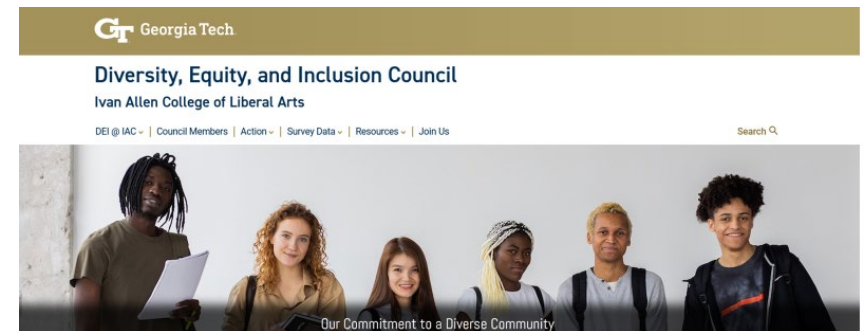 GT Georgia Tech
Diversity, Equity, and Inclusion Council
Ivan Allen College of Liberal Arts
DEI @ IAC | Council Members | Action | Survey Data | Resources | Join Us Search
Our Commitment to a Diverse Community